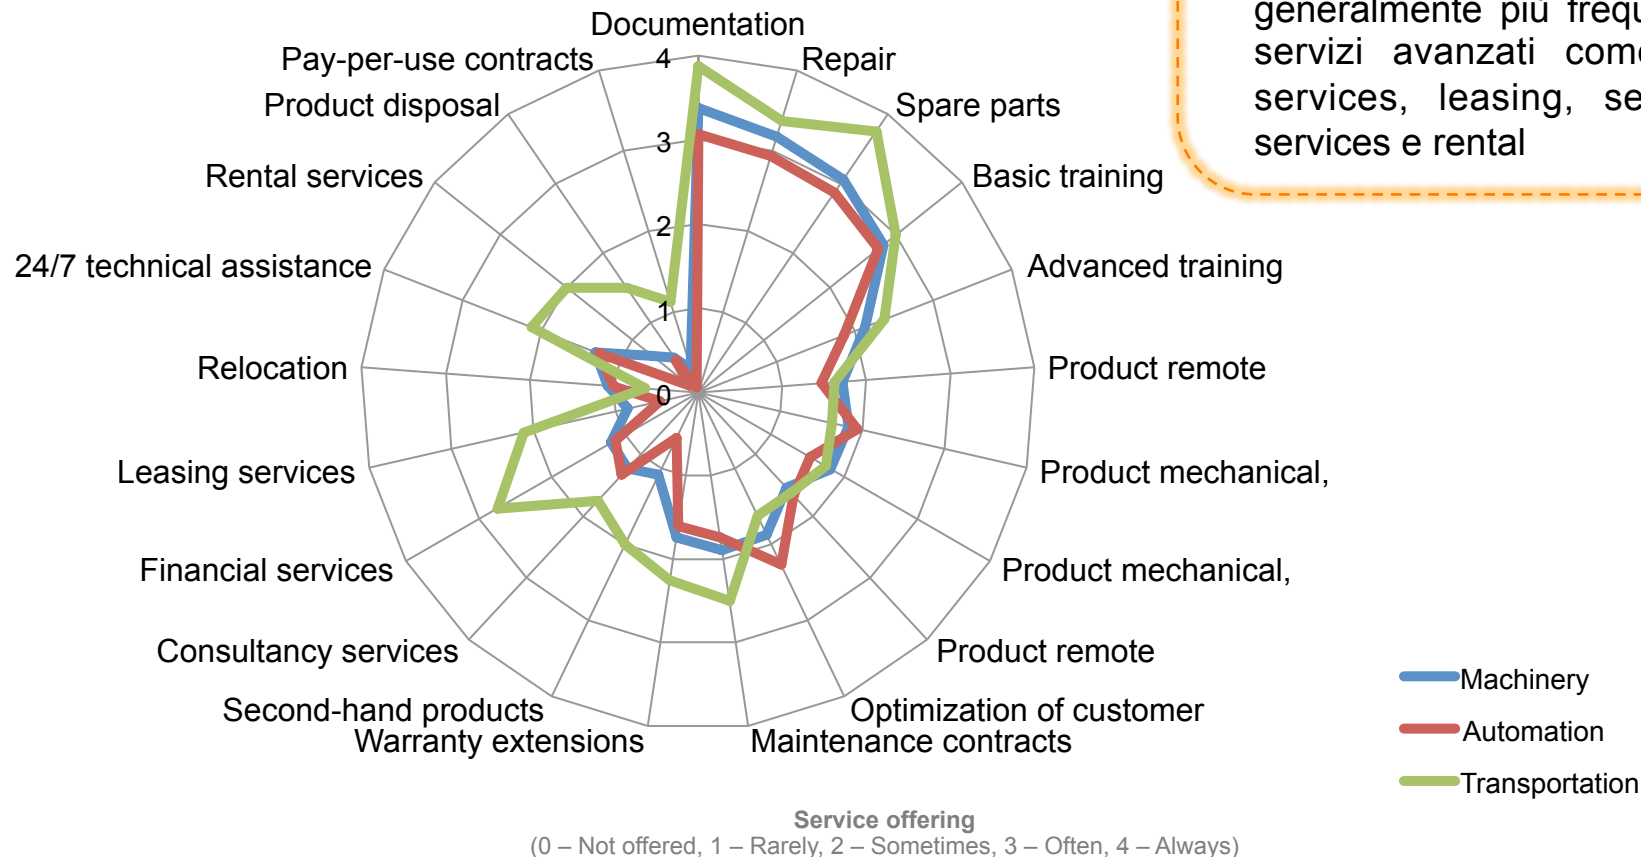 generalmente più
servizi avanzati
services, leasing,
services e rental
Documentation
Pay-per-use contracts
4
Repair
Product disposal
Spare parts
3
Rental services
Basic training
2
24/7 technical assistance
Advanced training
1
Relocation
Product remote
0
Leasing services
Product mechanical,
Financial services
Product mechanical,
Consultancy services
Product remote
Second-hand products
Optimization of customer
Warranty extensions
Maintenance contracts
Machinery
Automation
Transportation
Service offering
(0 – Not offered, 1 – Rarely, 2 – Sometimes, 3 – Often, 4 – Always)